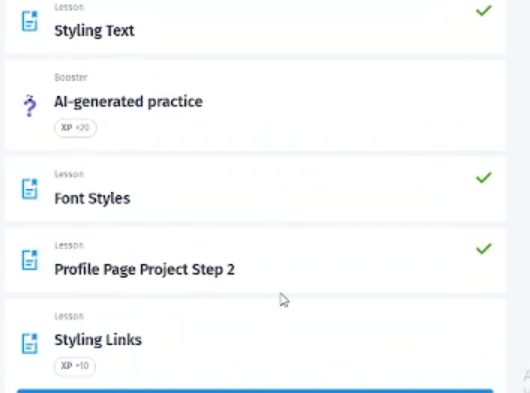 Lesson
Styling Text
Booster
AI-generated practice
XP +20
Lesson
Font Styles
Lesson
Profile Page Project Step 2
Lesson
Styling Links
XP +10